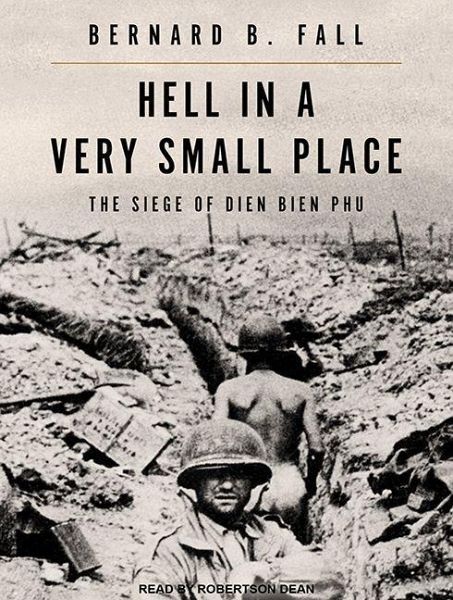 BERNARD B. FALL
HELL IN A
VERY SMALL PLACE
THE SIEGE OF DIEN BIEN PHU
READ BY ROBERTSON DEAN